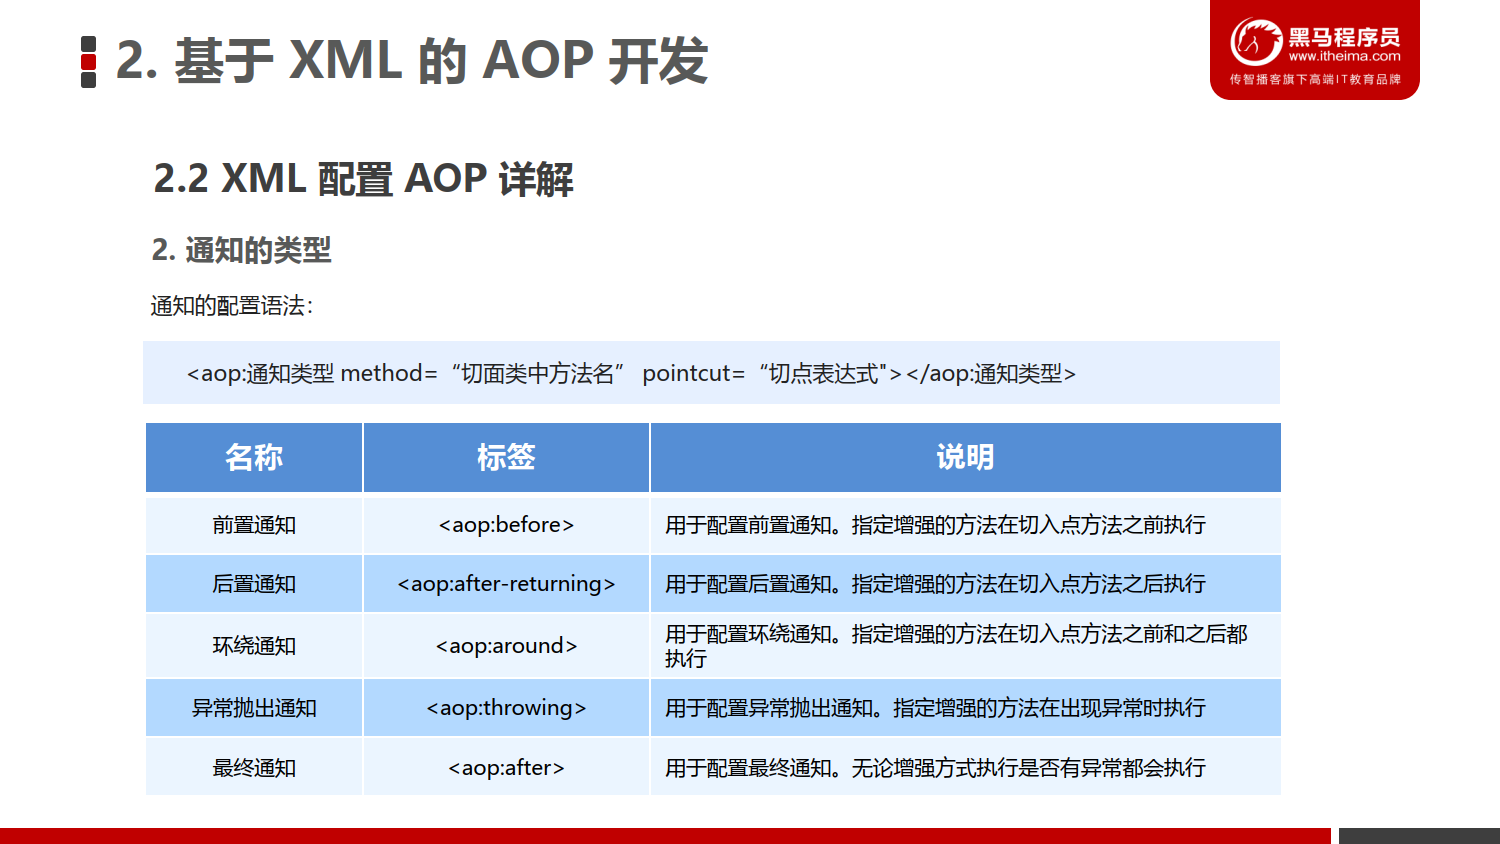 2. 基于 XML 的 AOP 开发
黑马程序员
www.itheima.com
传智播客旗下高端IT教育品牌
2.2 XML 配置 AOP 详解
2. 通知的类型
通知的配置语法：
<aop:通知类型 method=“切面类中方法名” pointcut=“切点表达式"></aop:通知类型>
名称 标签 说明
前置通知 <aop:before> 用于配置前置通知。指定增强的方法在切入点方法之前执行
后置通知 <aop:after-returning> 用于配置后置通知。指定增强的方法在切入点方法之后执行
环绕通知 <aop:around> 用于配置环绕通知。指定增强的方法在切入点方法之前和之后都
执行
异常抛出通知 <aop:throwing> 用于配置异常抛出通知。指定增强的方法在出现异常时执行
最终通知 <aop:after> 用于配置最终通知。无论增强方式执行是否有异常都会执行